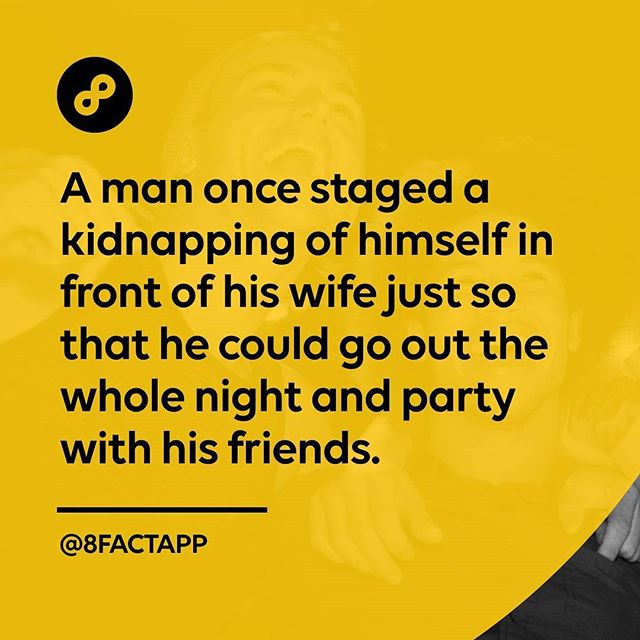 A man once staged a
kidnapping of himself in
front of his wife just so
that he could go out the
whole night and party
with his friends.
@8FACTAPP